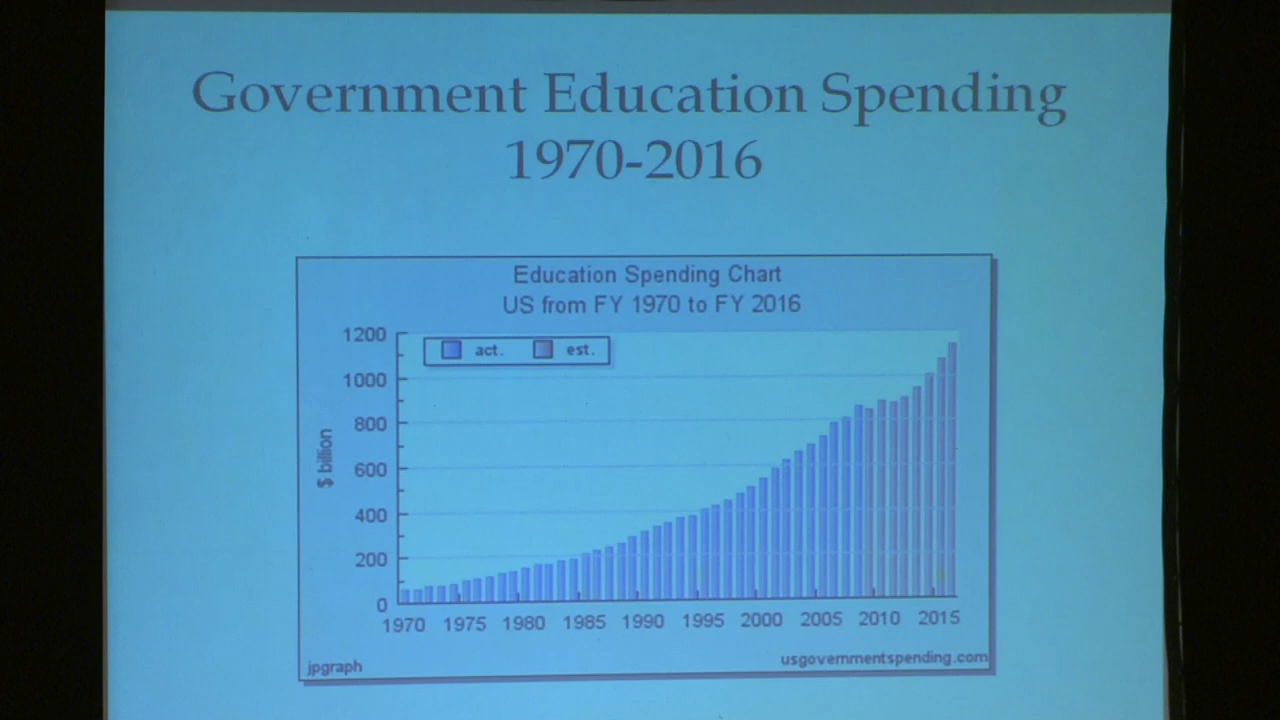 Government Education Spending
1970-2016
Education Spending Chart
US from FY 1970 to FY 2016
act. est.
1200
1000
800
600
400
200
0
$ billion
1970 1975 1980 1985 1990 1995 2000 2005 2010 2015
jpgraph
usgovernmentspending.com